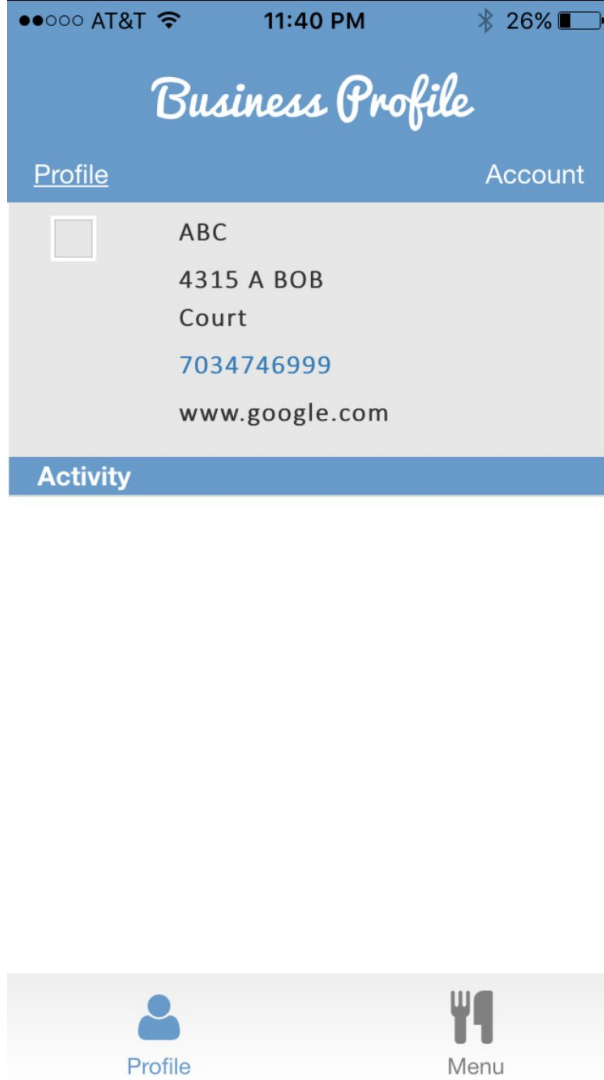 ●●○○○ AT&T 11:40 PM 26%
Business Profile
Profile Account
ABC
4315 A BOB
Court
7034746999
www.google.com
Activity
Profile Menu